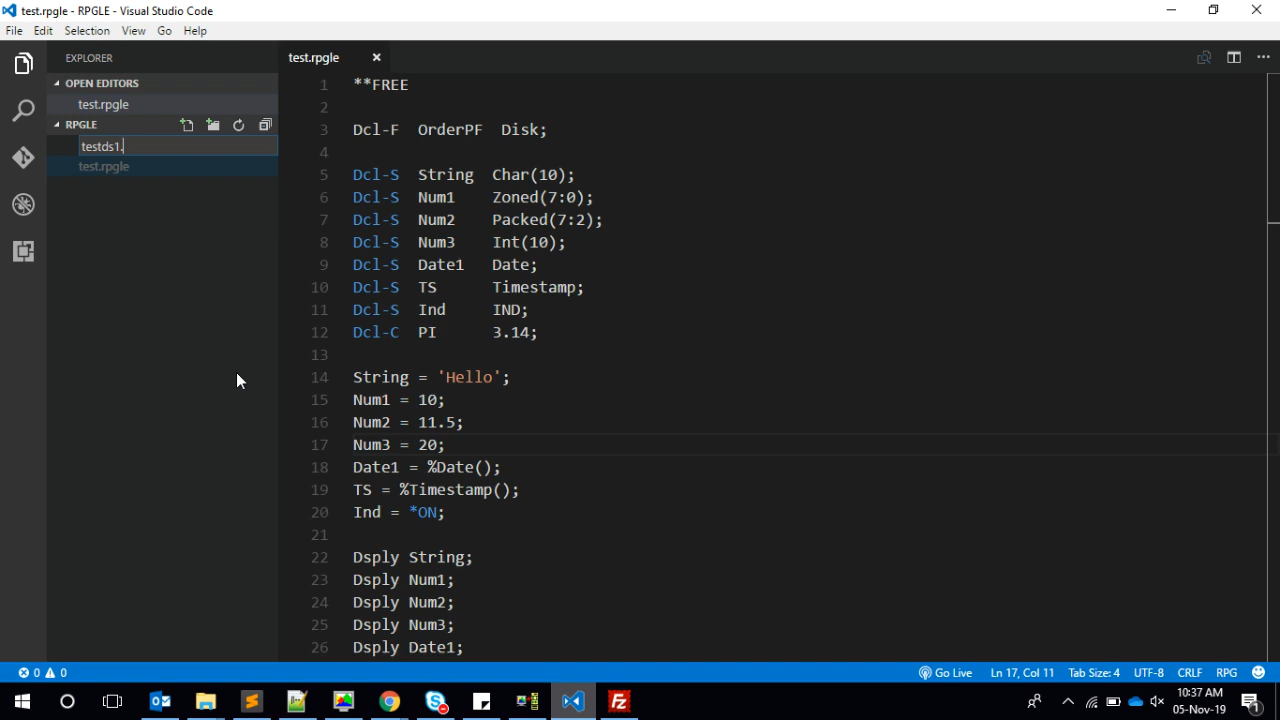 test.rpgle - RPGLE - Visual Studio Code
File Edit Selection View Go Help
EXPLORER
OPEN EDITORS
test.rpgle
RPGLE
testds1.
test.rpgle
test.rpgle
1 **FREE
2
3 Dcl-F OrderPF Disk;
4
5 Dcl-S String Char(10);
6 Dcl-S Num1 Zoned(7:0);
7 Dcl-S Num2 Packed(7:2);
8 Dcl-S Num3 Int(10);
9 Dcl-S Date1 Date;
10 Dcl-S TS Timestamp;
11 Dcl-S Ind IND;
12 Dcl-C PI 3.14;
13
14 String = 'Hello';
15 Num1 = 10;
16 Num2 = 11.5;
17 Num3 = 20;
18 Date1 = %Date();
19 TS = %Timestamp();
20 Ind = *ON;
21
22 Dsply String;
23 Dsply Num1;
24 Dsply Num2;
25 Dsply Num3;
26 Dsply Date1;
0 0 Go Live Ln 17, Col 11 Tab Size: 4 UTF-8 CRLF RPG
10:37 AM
05-Nov-19